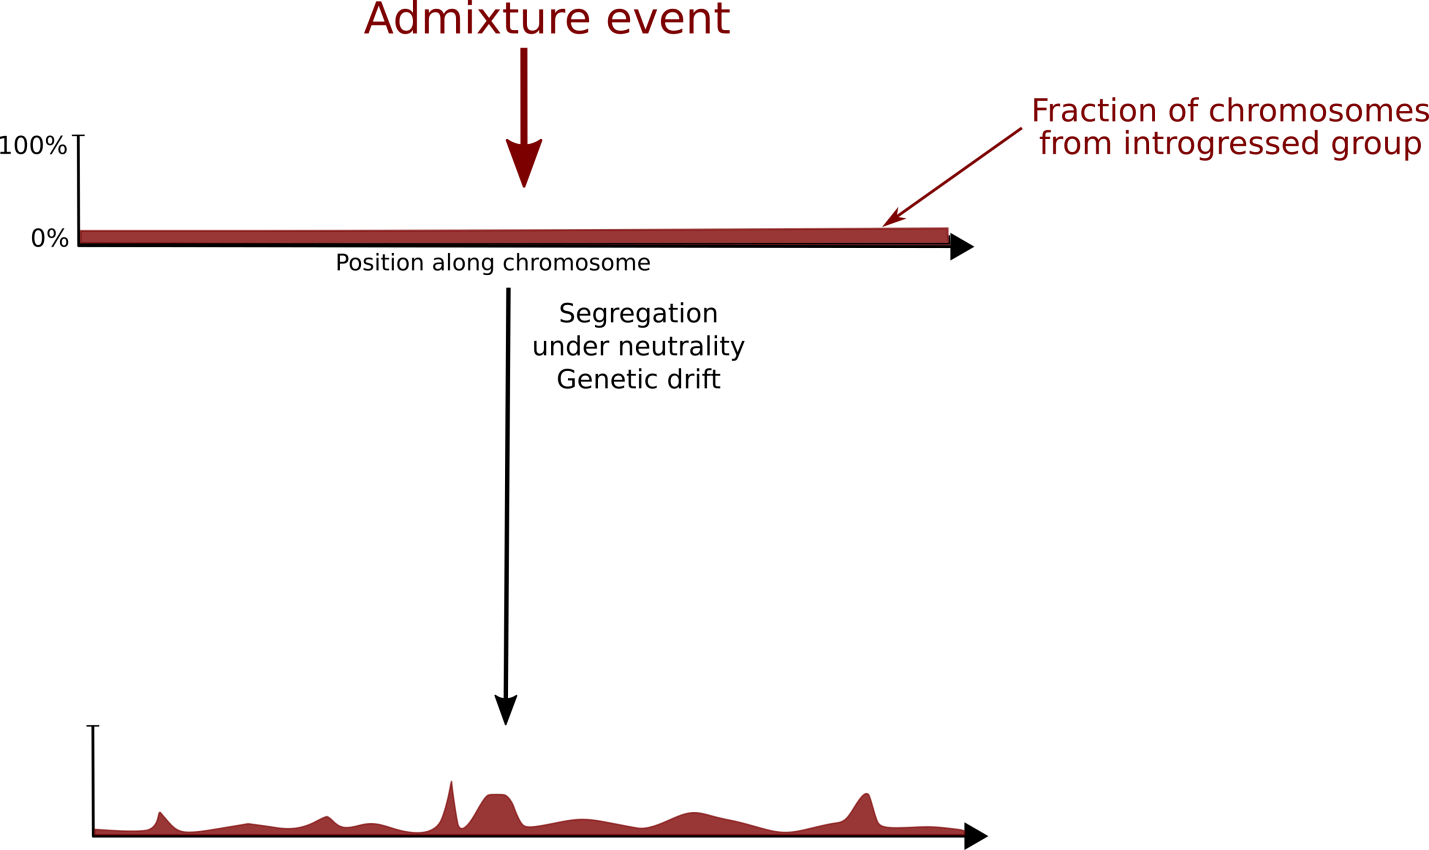 Admixture event
Fraction of chromosomes
from introgressed group
100%
0%
Position along chromosome
Segregation
under neutrality
Genetic drift